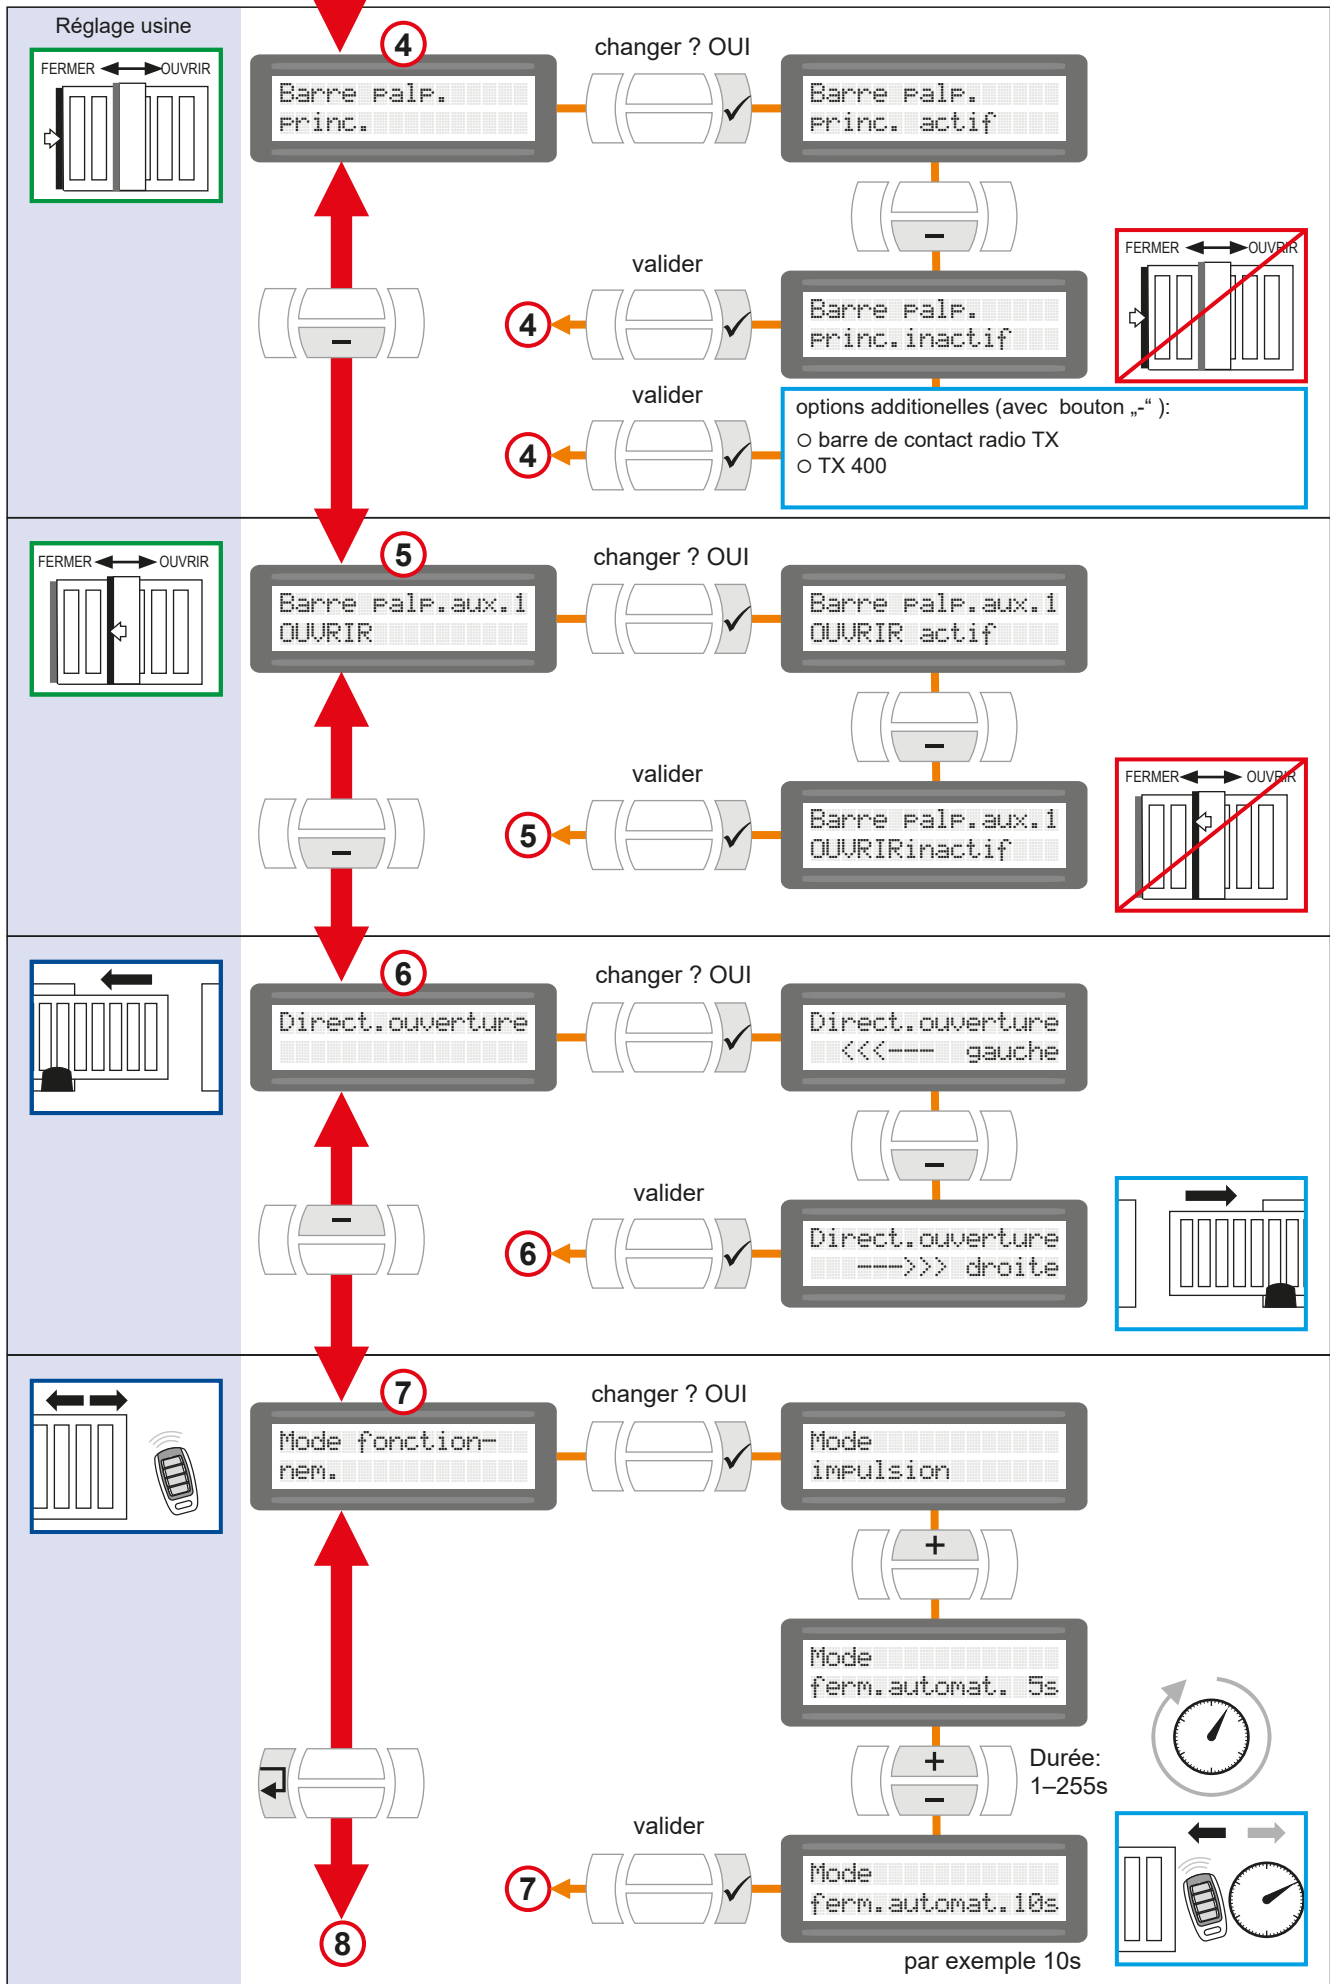 Réglage usine
FERMER OUVRIR
4
changer ? OUI
Barre palp.
princ.
✓
Barre palp.
princ. actif
−
−
valider
4
✓
Barre palp.
princ.inactif
FERMER OUVRIR
valider
4
✓
options additionelles (avec bouton „-“ ):
○ barre de contact radio TX
○ TX 400
FERMER OUVRIR
5
changer ? OUI
Barre palp.aux.1
OUVRIR
✓
Barre palp.aux.1
OUVRIR actif
−
−
valider
5
✓
Barre palp.aux.1
OUVRIRinactif
FERMER OUVRIR
6
changer ? OUI
Direct.ouverture
✓
Direct.ouverture
<<<--- gauche
−
−
valider
6
✓
Direct.ouverture
--->>> droite
7
changer ? OUI
Mode fonction-
nem.
✓
Mode
impulsion
+
Mode
ferm.automat. 5s
+
−
Durée:
1–255s
valider
7
✓
Mode
ferm.automat.10s
par exemple 10s
8